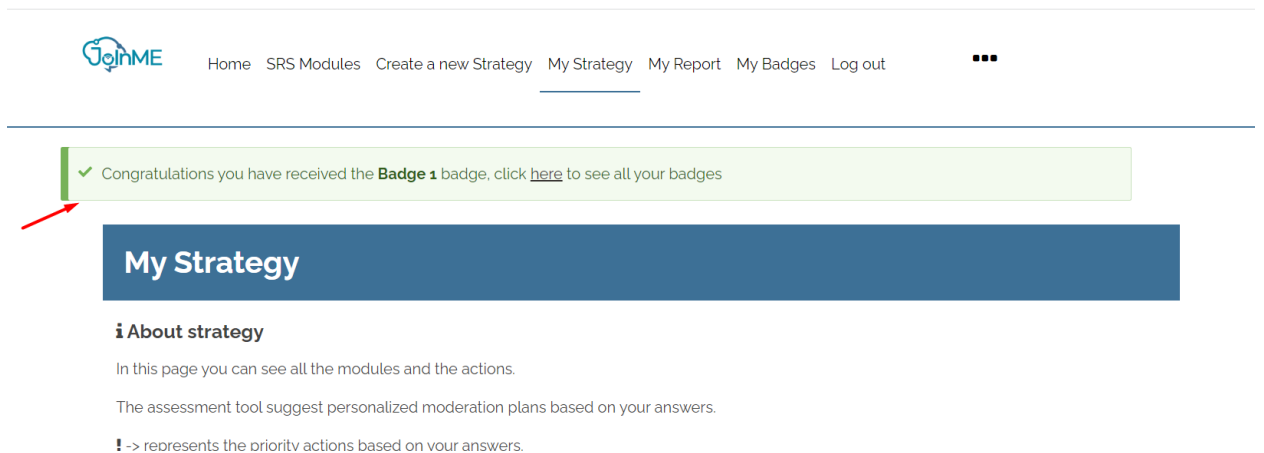 JoinME
Home SRS Modules Create a new Strategy My Strategy My Report My Badges Log out
Congratulations you have received the Badge 1 badge, click here to see all your badges
My Strategy
About strategy
In this page you can see all the modules and the actions.
The assessment tool suggest personalized moderation plans based on your answers.
! -> represents the priority actions based on your answers.